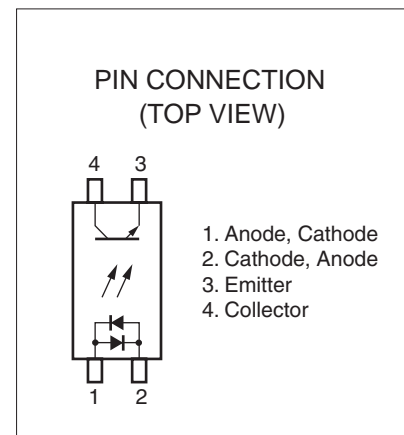 PIN CONNECTION
(TOP VIEW)
4 3
1. Anode, Cathode
2. Cathode, Anode
3. Emitter
4. Collector
1 2